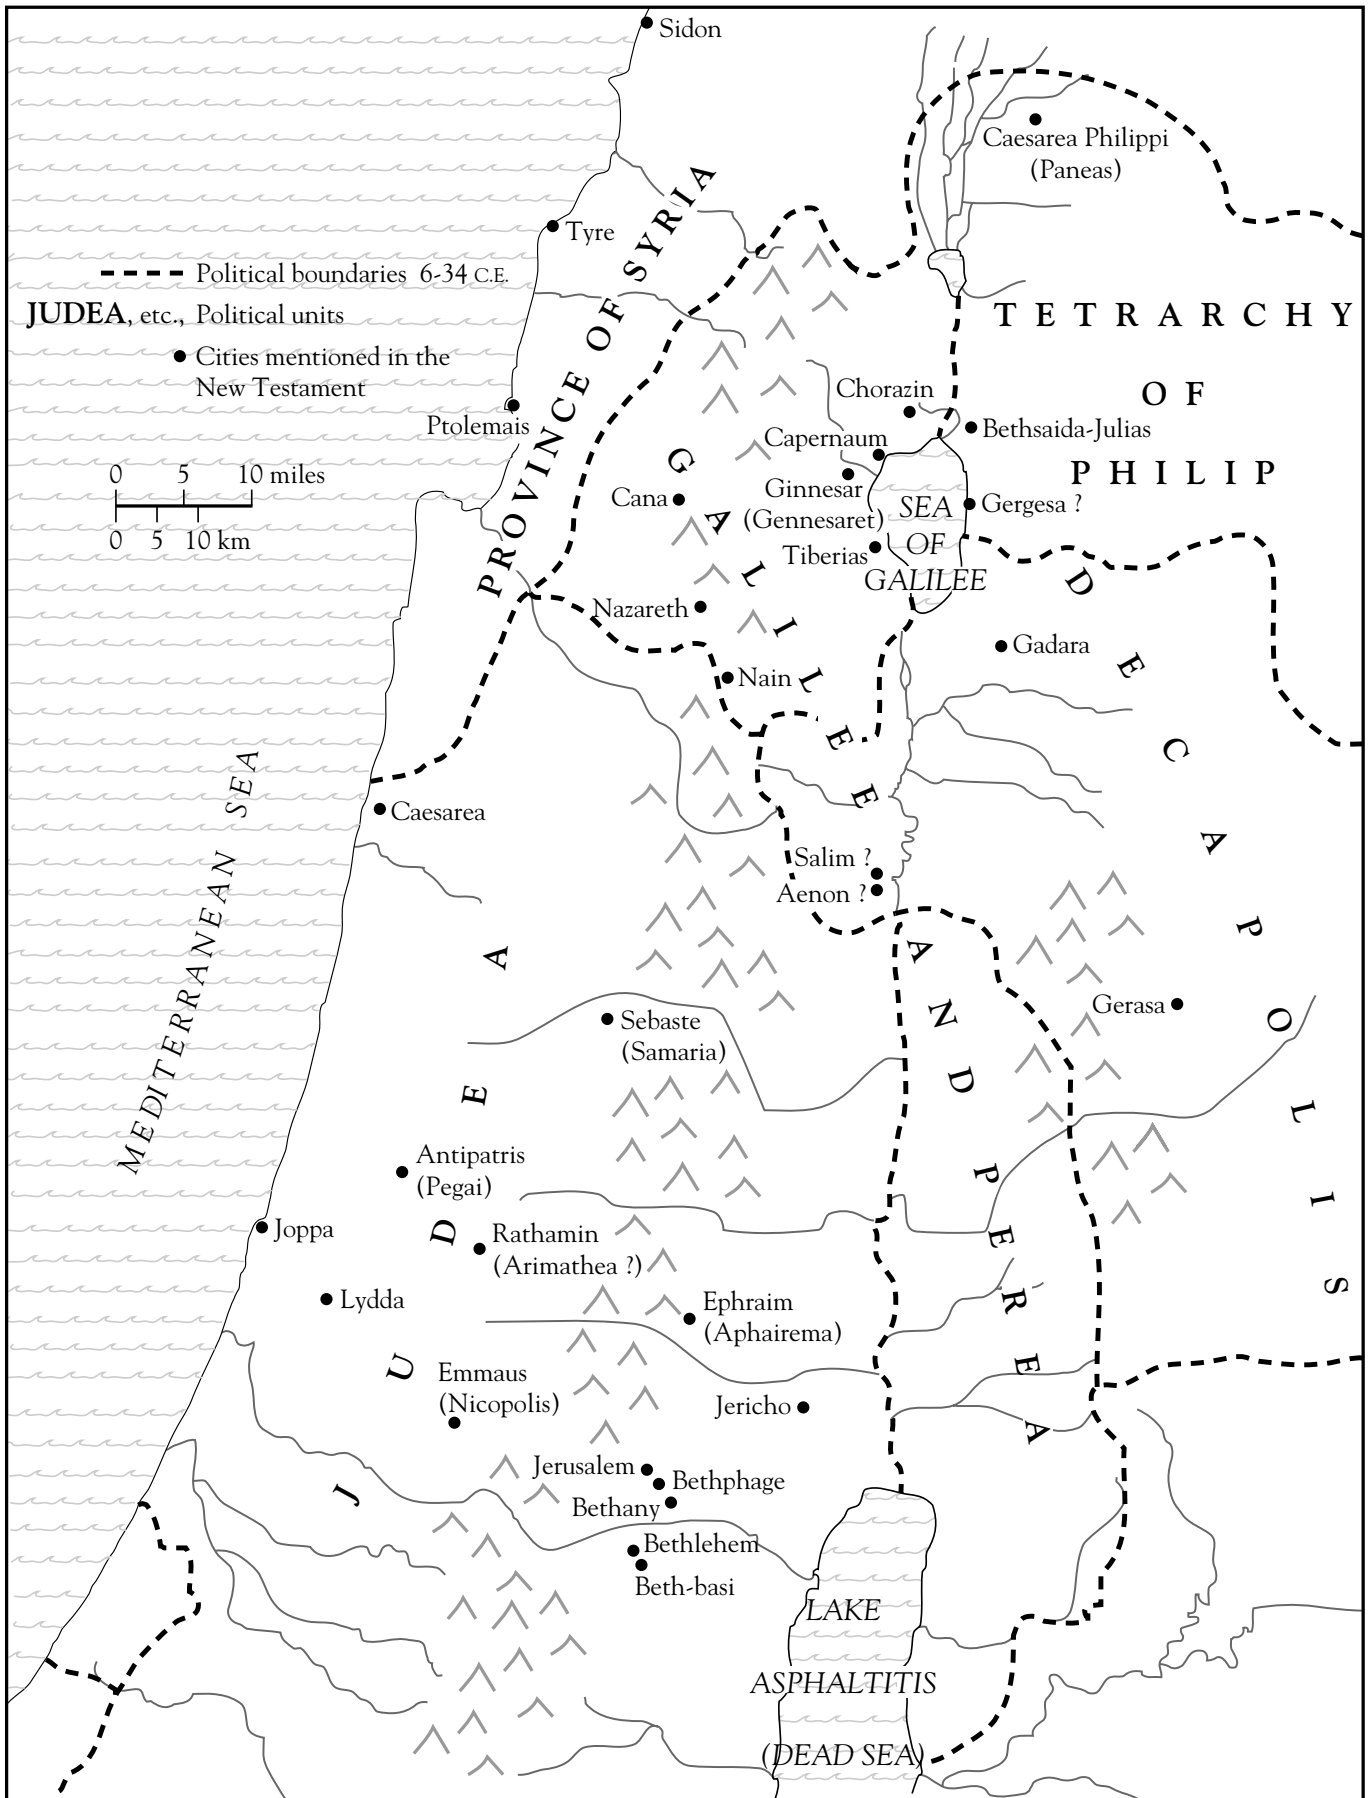 Sidon
Caesarea Philippi
(Paneas)
Tyre
PROVINCE OF SYRIA
Political boundaries 6-34 C.E.
JUDEA, etc., Political units
Cities mentioned in the
New Testament
TETRARCHY
OF
PHILIP
Chorazin
Ptolemais
Bethsaida-Julias
Capernaum
0 5 10 miles
0 5 10 km
Ginnesar
(Gennesaret)
Cana
Gergesa ?
SEA
OF
GALILEE
Tiberias
GALILEE
Nazareth
Gadara
Nain
DECAPOLIS
MEDITERRANEAN SEA
Caesarea
Salim ?
Aenon ?
AND PEREA
Gerasa
Sebaste
(Samaria)
JUDEA
Antipatris
(Pegai)
Joppa
Rathamin
(Arimathea ?)
Lydda
Ephraim
(Aphairema)
Emmaus
(Nicopolis)
Jericho
Jerusalem
Bethphage
Bethany
Bethlehem
Beth-basi
LAKE
ASPHALTITIS
(DEAD SEA)